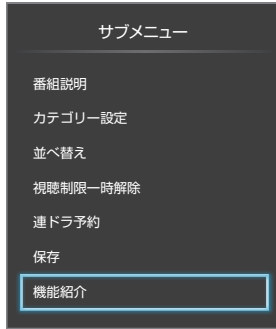 サブメニュー
番組説明
カテゴリー設定
並べ替え
視聴制限一時解除
連ドラ予約
保存
機能紹介